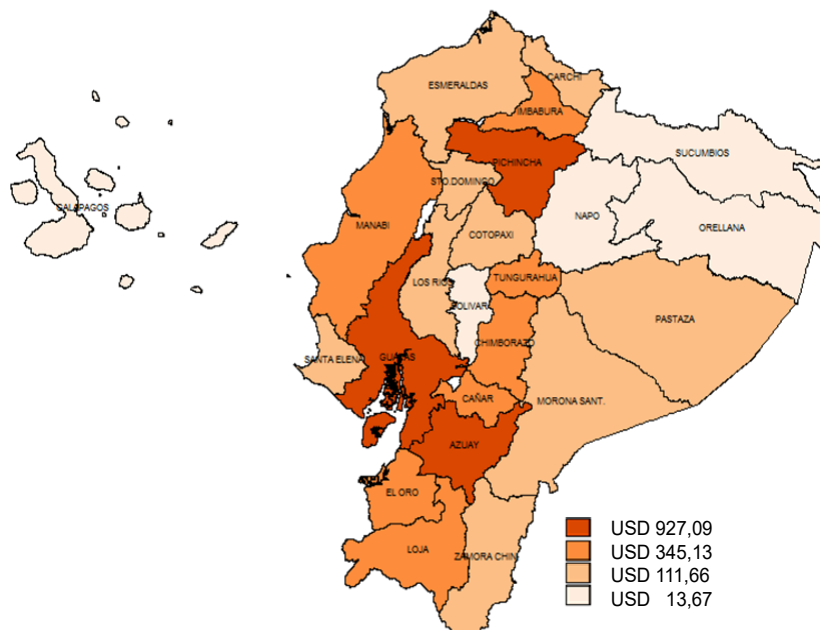 ESMERALDAS
CARCHI
IMBABURA
PICHINCHA
SUCUMBIOS
STO.DOMINGO
GALAPAGOS
NAPO
MANABI
COTOPAXI
ORELLANA
TUNGURAHUA
LOS RIOS
BOLIVAR
PASTAZA
CHIMBORAZO
SANTA ELENA
GUAYAS
CAÑAR
MORONA SANT.
AZUAY
EL ORO
LOJA
ZAMORA CHIN.
USD 927,09
USD 345,13
USD 111,66
USD 13,67